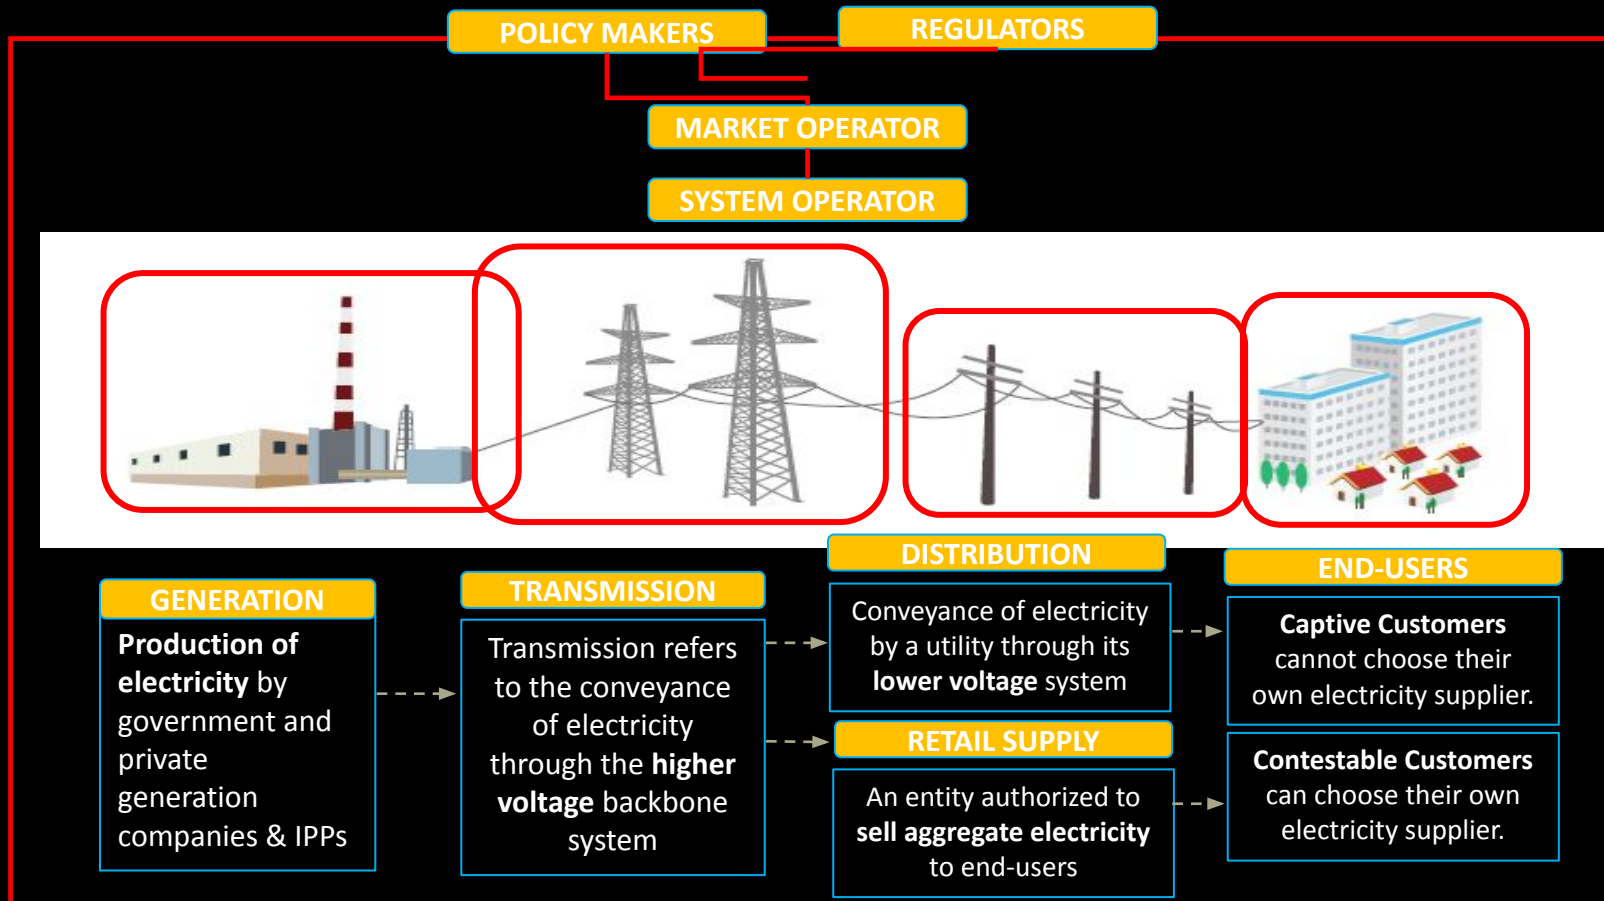 POLICY MAKERS
REGULATORS
MARKET OPERATOR
SYSTEM OPERATOR
GENERATION
Production of
electricity by
government and
private
generation
companies & IPPs
TRANSMISSION
Transmission refers
to the conveyance
of electricity
through the higher
voltage backbone
system
DISTRIBUTION
Conveyance of electricity
by a utility through its
lower voltage system
RETAIL SUPPLY
An entity authorized to
sell aggregate electricity
to end-users
END-USERS
Captive Customers
cannot choose their
own electricity supplier.
Contestable Customers
can choose their own
electricity supplier.